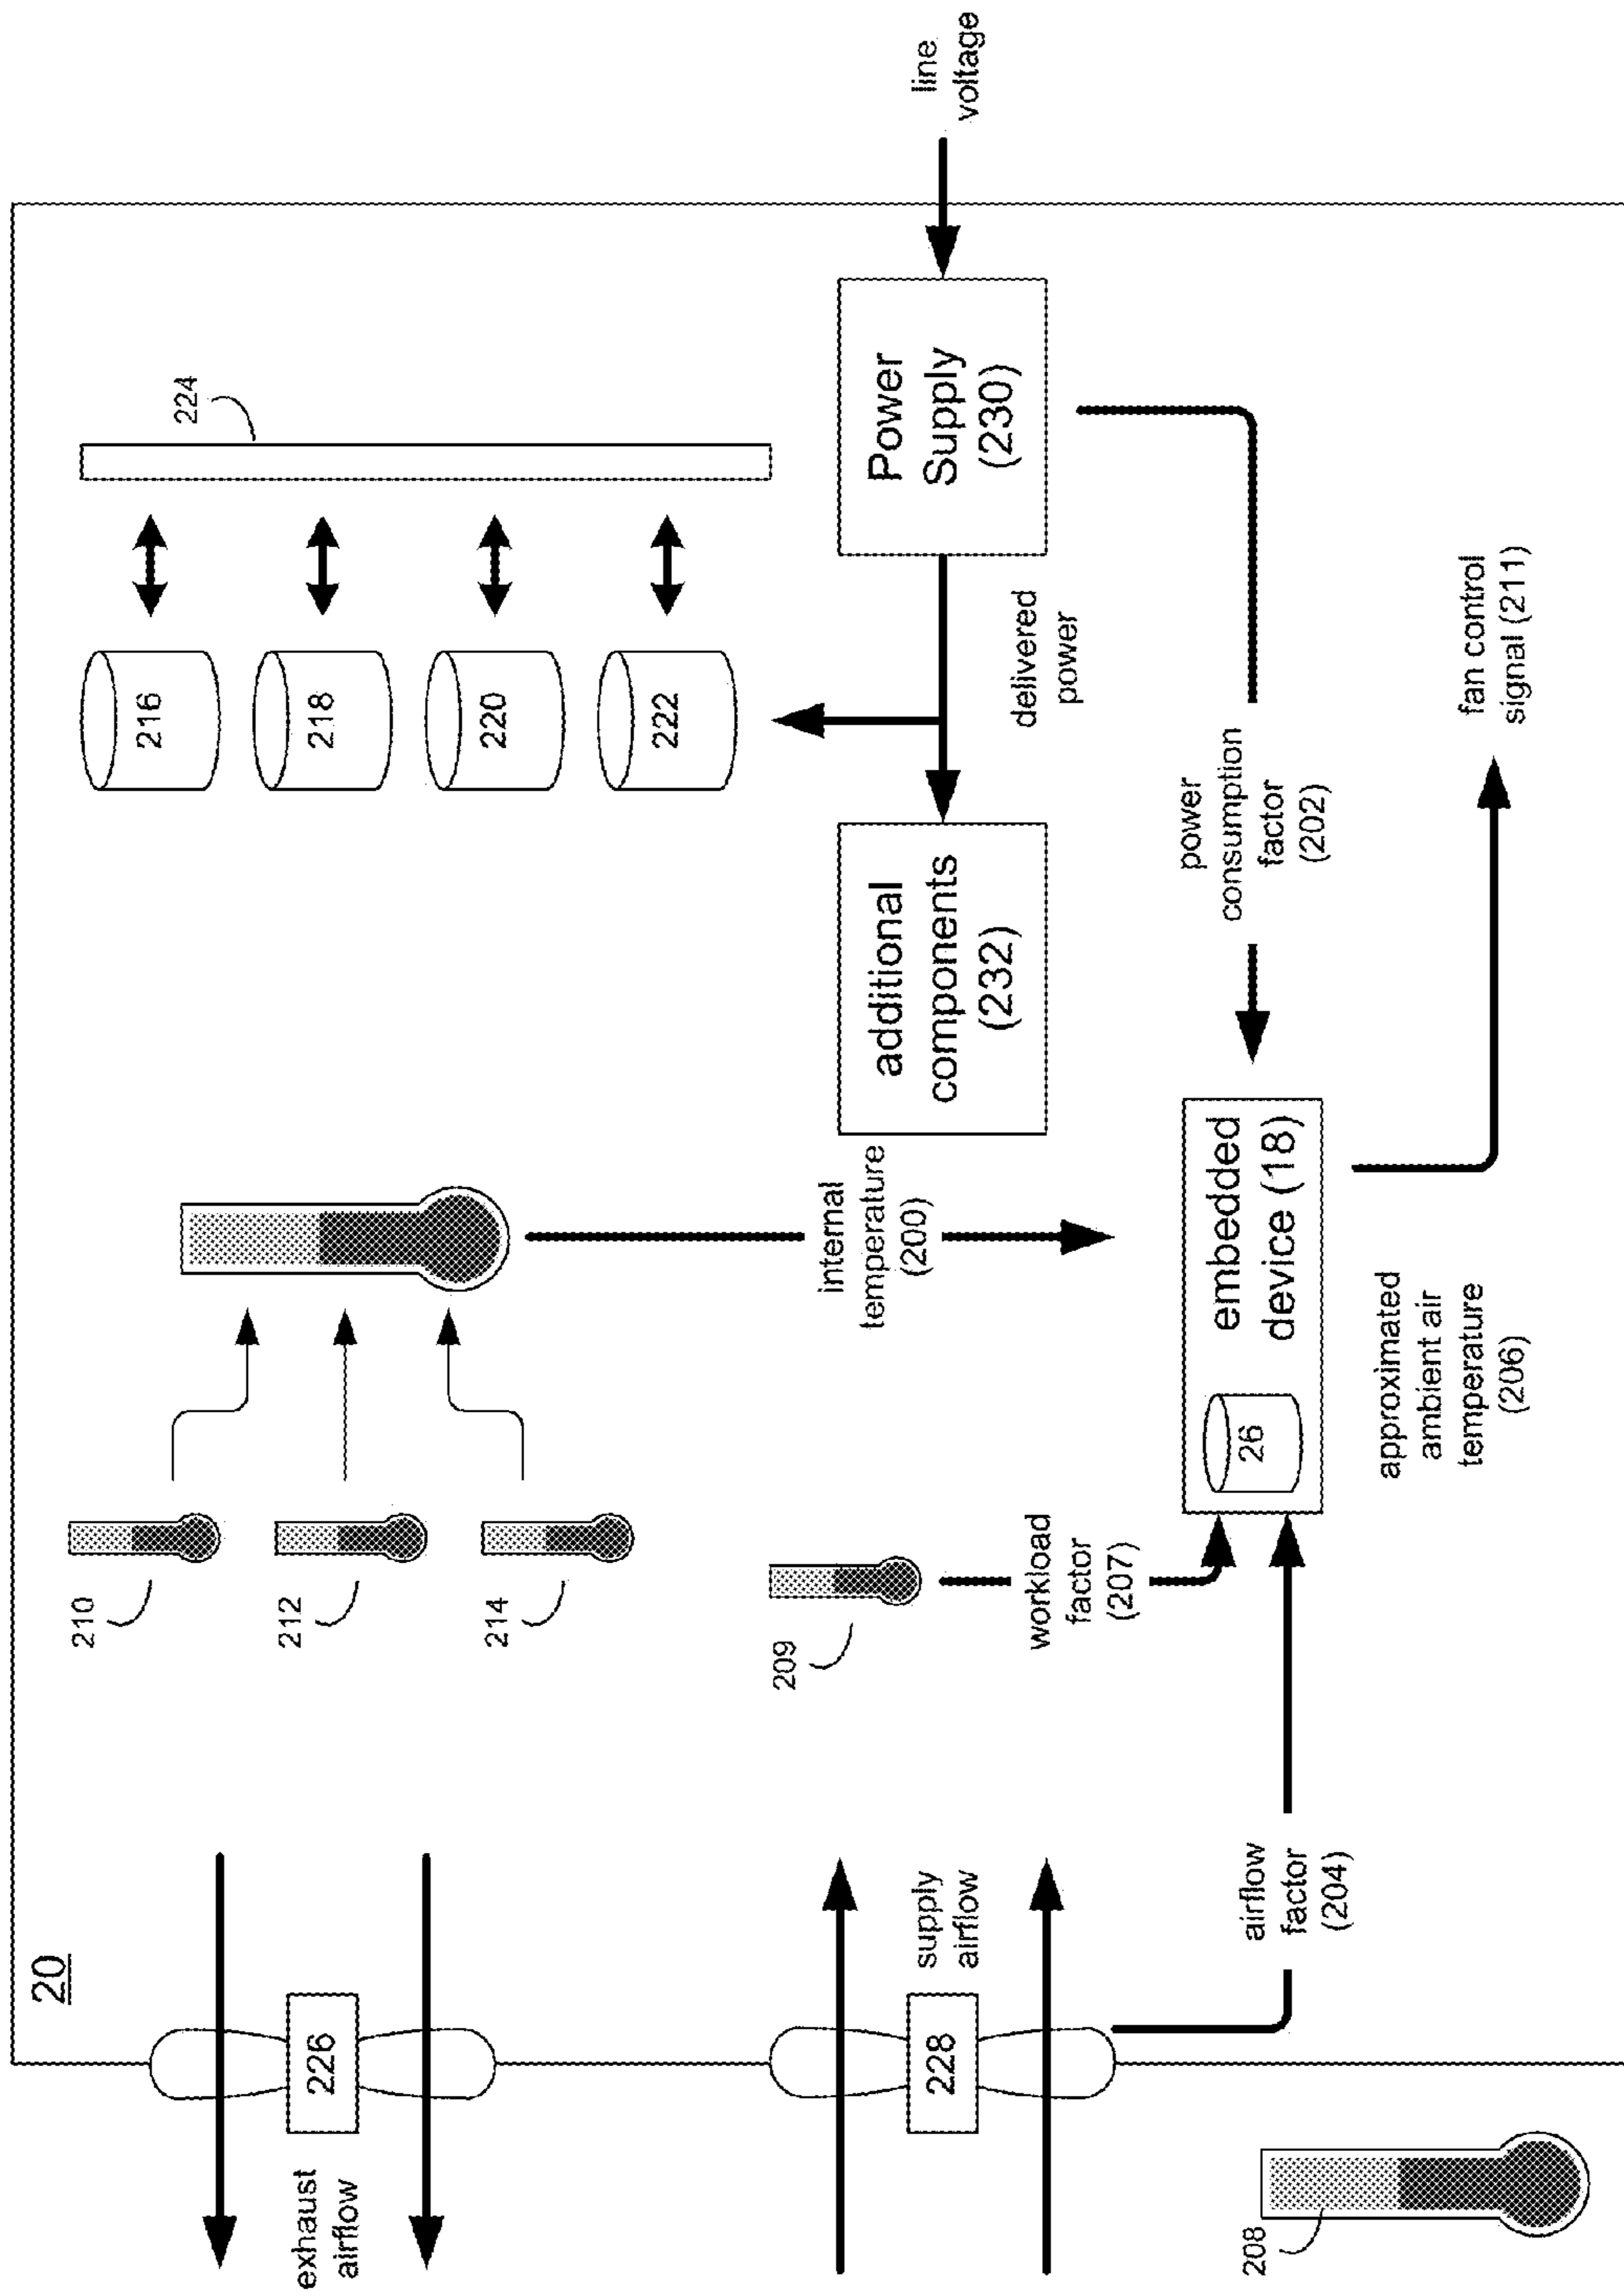 20
exhaust
airflow
226
210
212
214
216
218
220
222
224
supply
airflow
228
209
workload
factor
(207)
internal
temperature
(200)
additional
components
(232)
delivered
power
Power
Supply
(230)
line
voltage
airflow
factor
(204)
26
embedded
device (18)
power
consumption
factor
(202)
208
approximated
ambient air
temperature
(206)
fan control
signal (211)